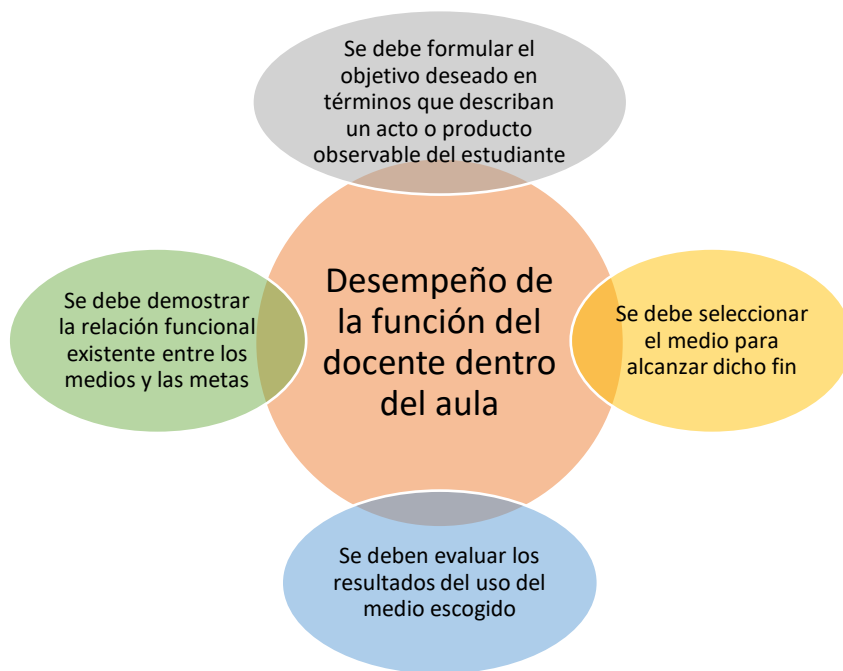 Se debe formular el
objetivo deseado en
términos que describan
un acto o producto
observable del estudiante
Se debe demostrar
la relación funcional
existente entre los
medios y las metas
Desempeño de
la función del
docente dentro
del aula
Se debe seleccionar
el medio para
alcanzar dicho fin
Se deben evaluar los
resultados del uso del
medio escogido